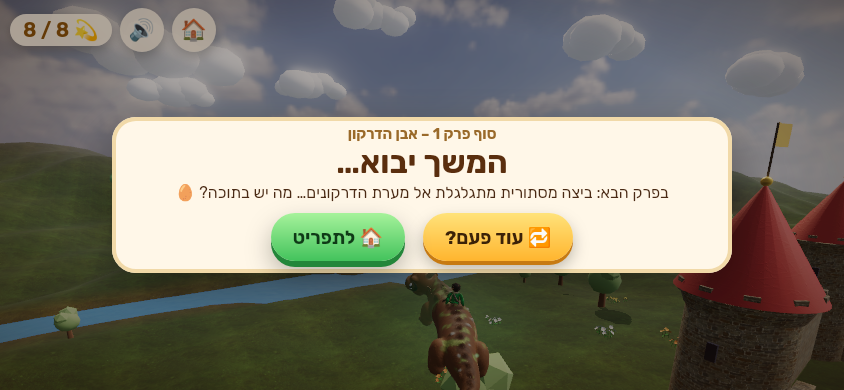 8 / 8 💫
סוף פרק 1 – אבן הדרקון
המשך יבוא...
בפרק הבא: ביצה מסתורית מתגלגלת אל מערת הדרקונים... מה יש בתוכה? 🥚
🔁 עוד פעם?
🏠 לתפריט